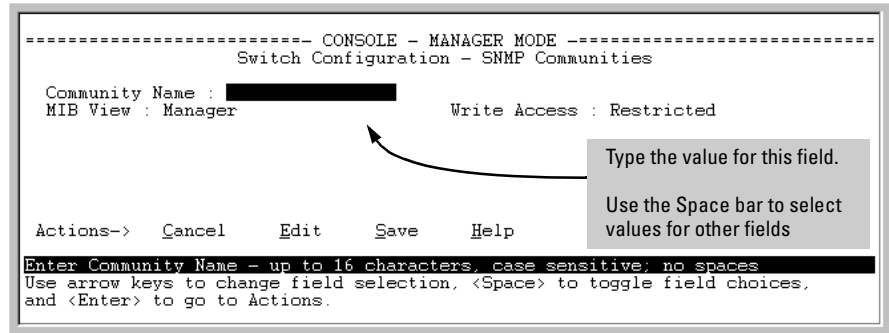 ==========================– CONSOLE – MANAGER MODE –============================
Switch Configuration – SNMP Communities
Community Name :
MIB View : Manager Write Access : Restricted
Type the value for this field.
Use the Space bar to select
values for other fields
Actions–> Cancel Edit Save Help
Enter Community Name – up to 16 characters, case sensitive; no spaces
Use arrow keys to change field selection, <Space> to toggle field choices,
and <Enter> to go to Actions.